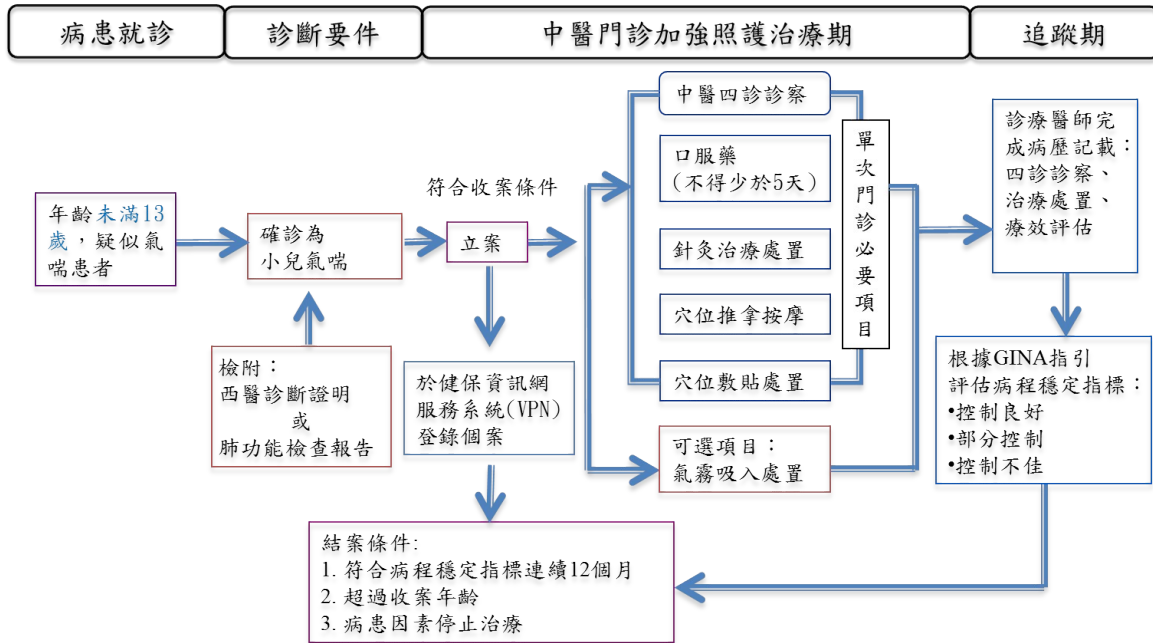 病患就診
診斷要件
中醫門診加強照護治療期
追蹤期
年齡未滿13
歲，疑似氣
喘患者
確診為
小兒氣喘
檢附：
西醫診斷證明
或
肺功能檢查報告
符合收案條件
立案
於健保資訊網
服務系統(VPN)
登錄個案
中醫四診診察
口服藥
(不得少於5天)
針灸治療處置
穴位推拿按摩
穴位敷貼處置
單次門診必要項目
可選項目：
氣霧吸入處置
診療醫師完
成病歷記載：
四診診察、
治療處置、
療效評估
根據GINA指引
評估病程穩定指標：
•控制良好
•部分控制
•控制不佳
結案條件:
1. 符合病程穩定指標連續12個月
2. 超過收案年齡
3. 病患因素停止治療